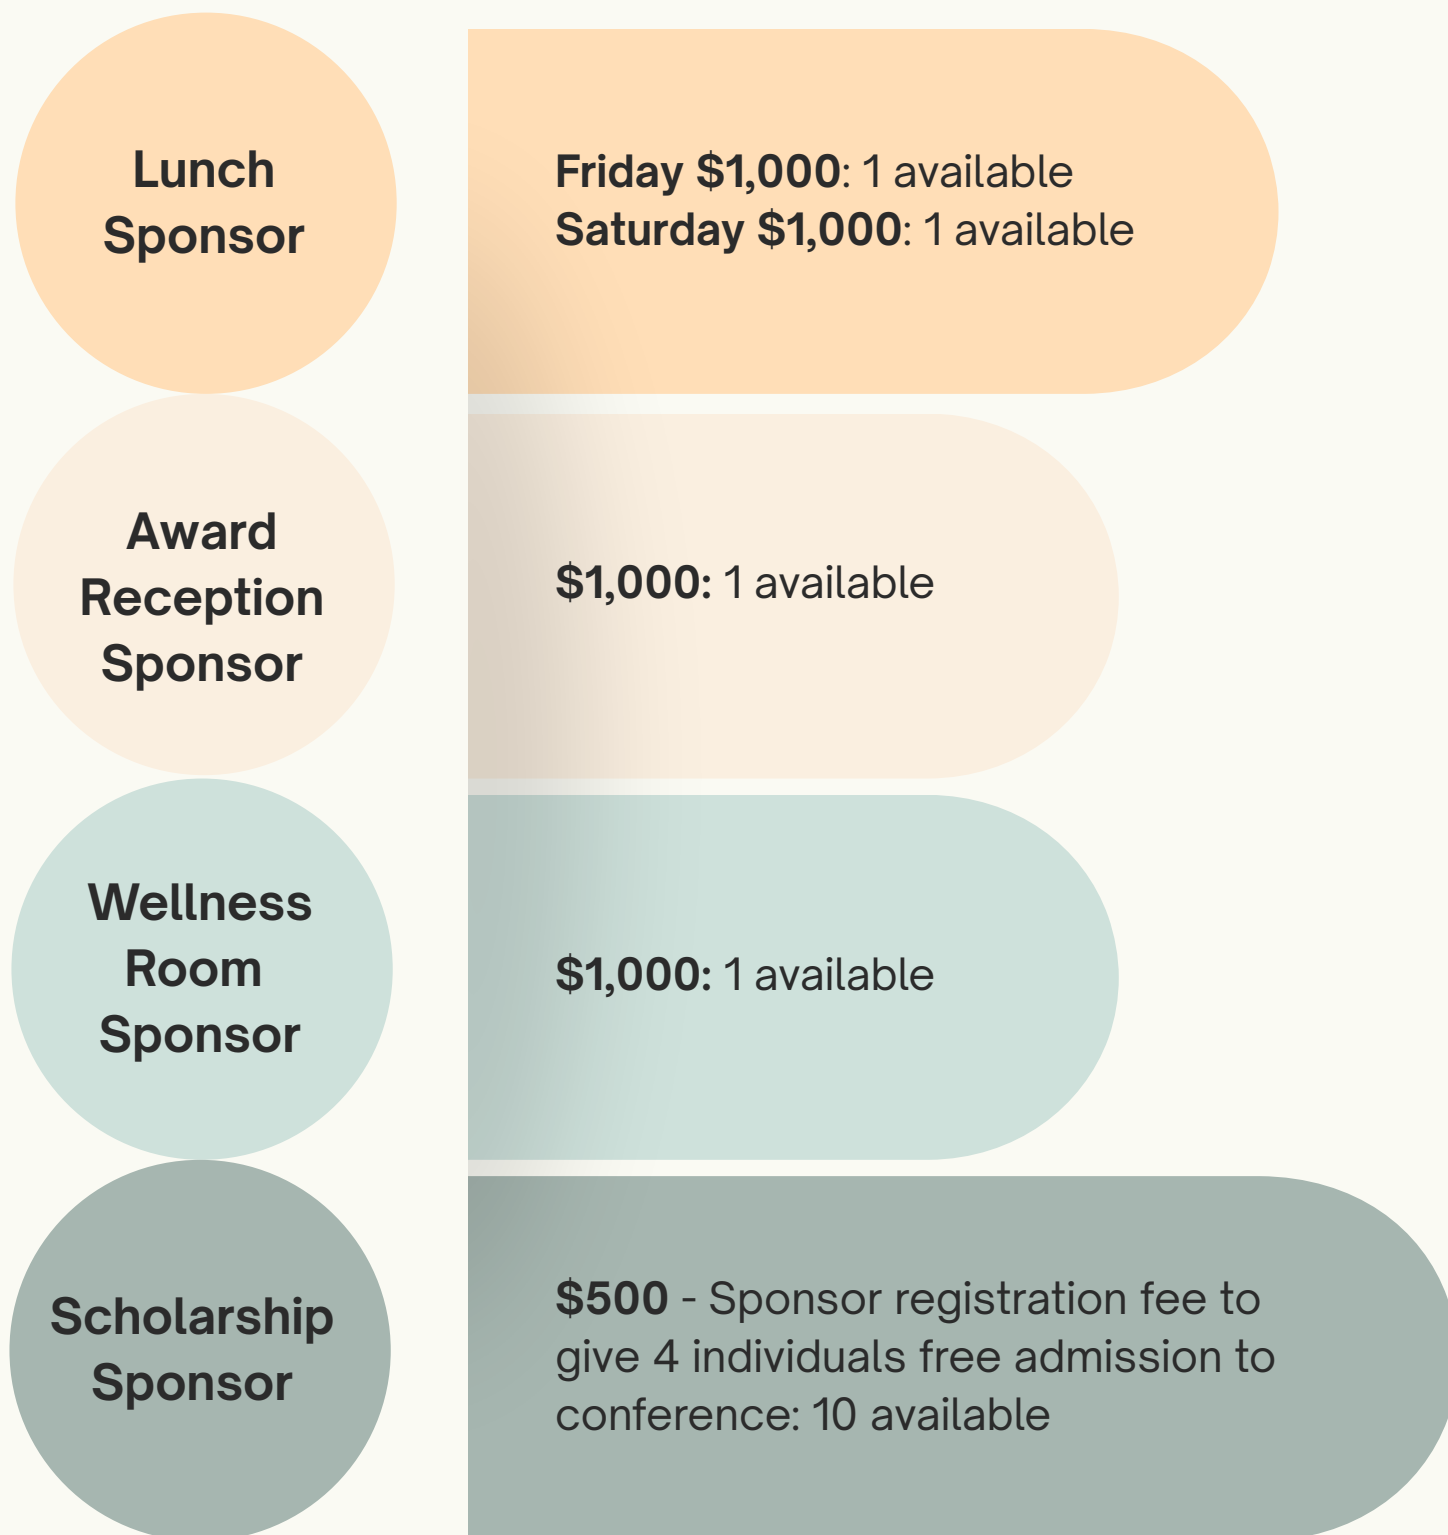 Lunch
Sponsor
Friday $1,000: 1 available
Saturday $1,000: 1 available
Award
Reception
Sponsor
$1,000: 1 available
Wellness
Room
Sponsor
$1,000: 1 available
Scholarship
Sponsor
$500 - Sponsor registration fee to
give 4 individuals free admission to
conference: 10 available